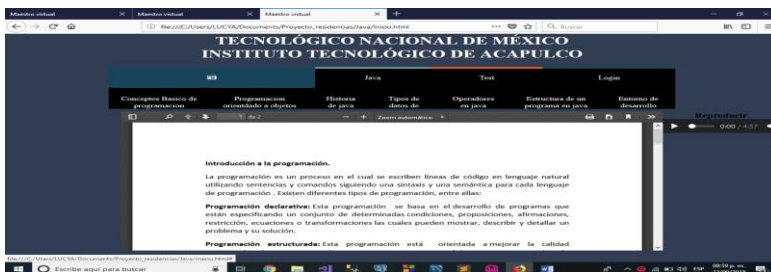 Maestro virtual
Maestro virtual
Maestro virtual
file:///C:/Users/LUCYA/Documents/Proyecto_residencias/Java/Inicio.html
Buscar
TECNOLÓGICO NACIONAL DE MÉXICO
INSTITUTO TECNOLÓGICO DE ACAPULCO
Java
Test
Login
Conceptos Basico de programacion
Programacion orientdado a objetos
Historia de java
Tipos de datos de
Operadores en java
Estructura de un programa en java
Entorno de desarrollo
1 de 2
Zoom automático
Reproducir
0:00 / 4:57
Introducción a la programación.
La programación es un proceso en el cual se escriben líneas de código en lenguaje natural
utilizando sentencias y comandos siguiendo una sintaxis y una semántica para cada lenguaje
de programación . Existen diferentes tipos de programación, entre ellas:
Programación declarativa: Esta programación se basa en el desarrollo de programas que
están especificando un conjunto de determinadas condiciones, proposiciones, afirmaciones,
restricción, ecuaciones o transformaciones las cuales pueden mostrar, describir y detallar un
problema y su solución.
Programación estructurada: Esta programación está orientada a mejorar la calidad
file:///C:/Users/LUCYA/Documents/Proyecto_residencias/Java/menu.html
Escribe aquí para buscar
ESP
08:59 p. m.